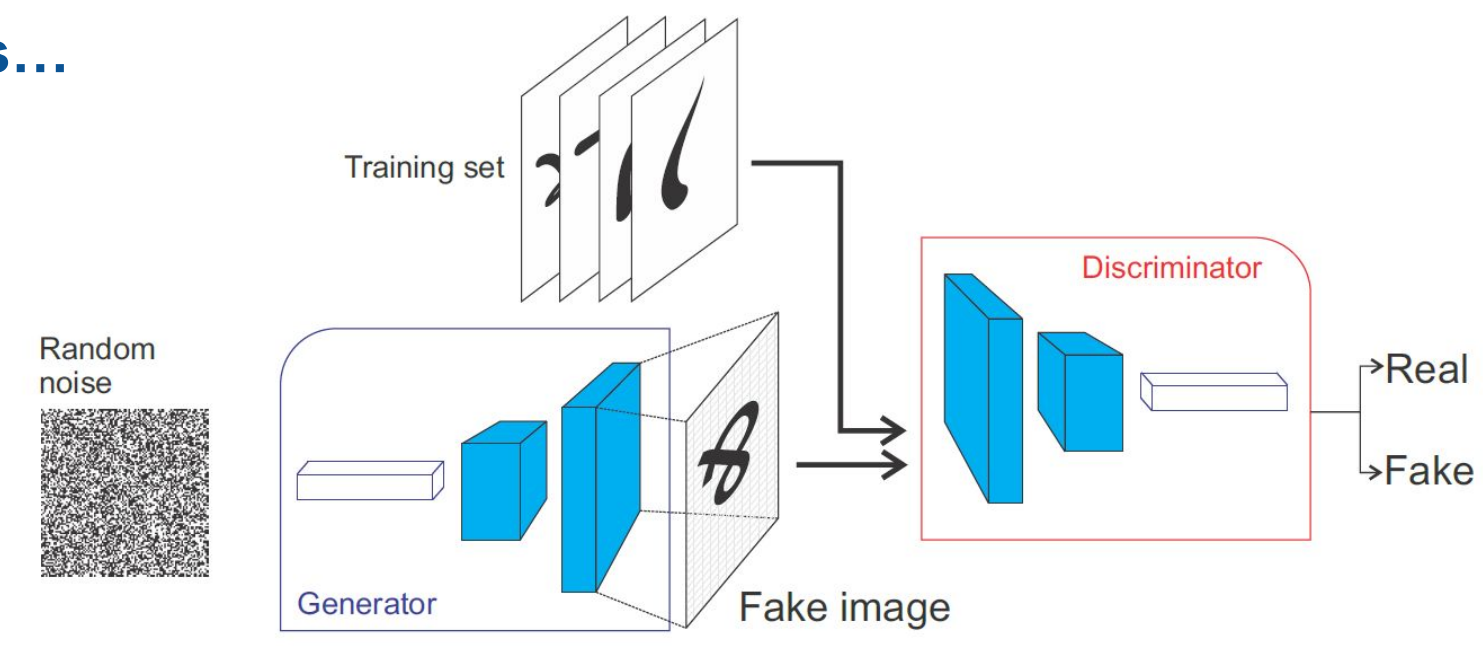 s...
Training set
Discriminator
Random
noise
Real
Fake
Generator
Fake image